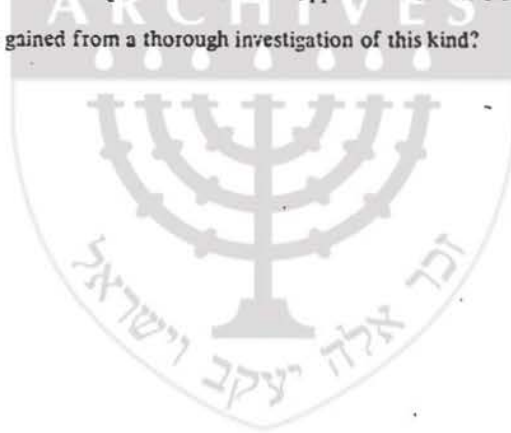 ARCHIVES
gained from a thorough investigation of this kind?
זכר אלה יעקב וישראל